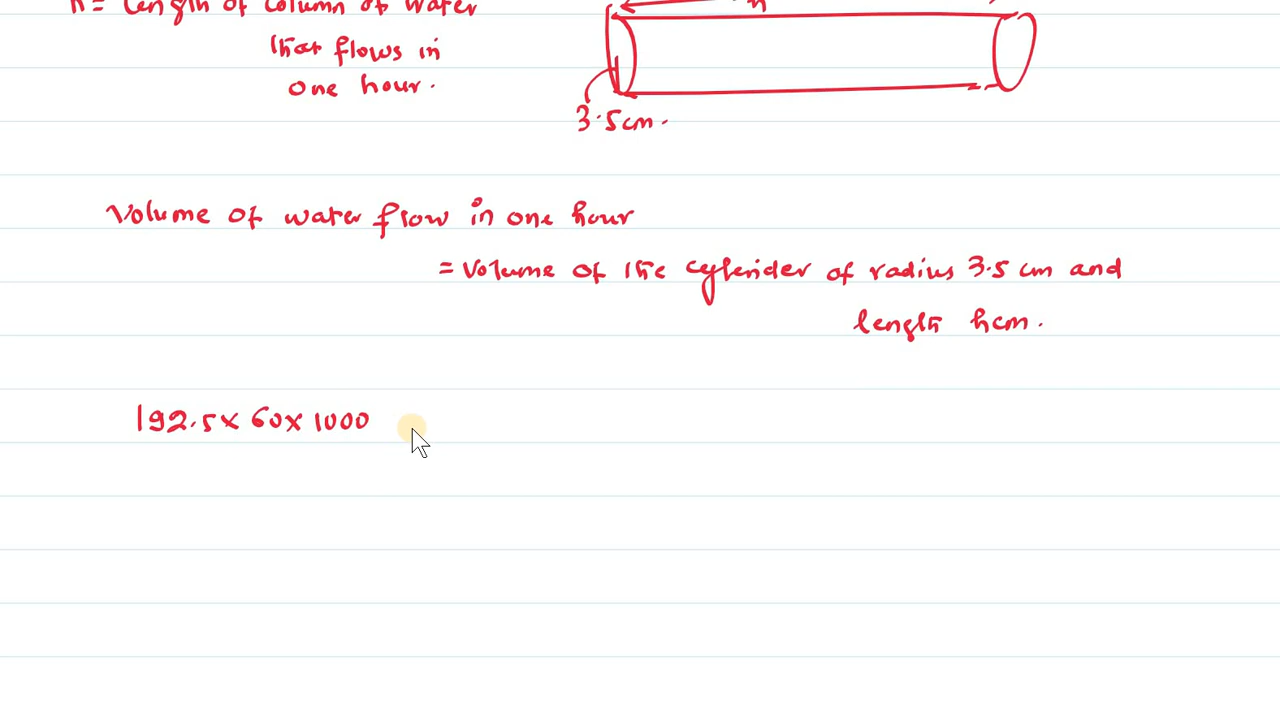 h = Length of column of water
h
that flows in
one hour.
3.5cm.
Volume of water flow in one hour
= Volume of the cylinder of radius 3.5 cm and
length hcm.
192.5 x 60 x 1000